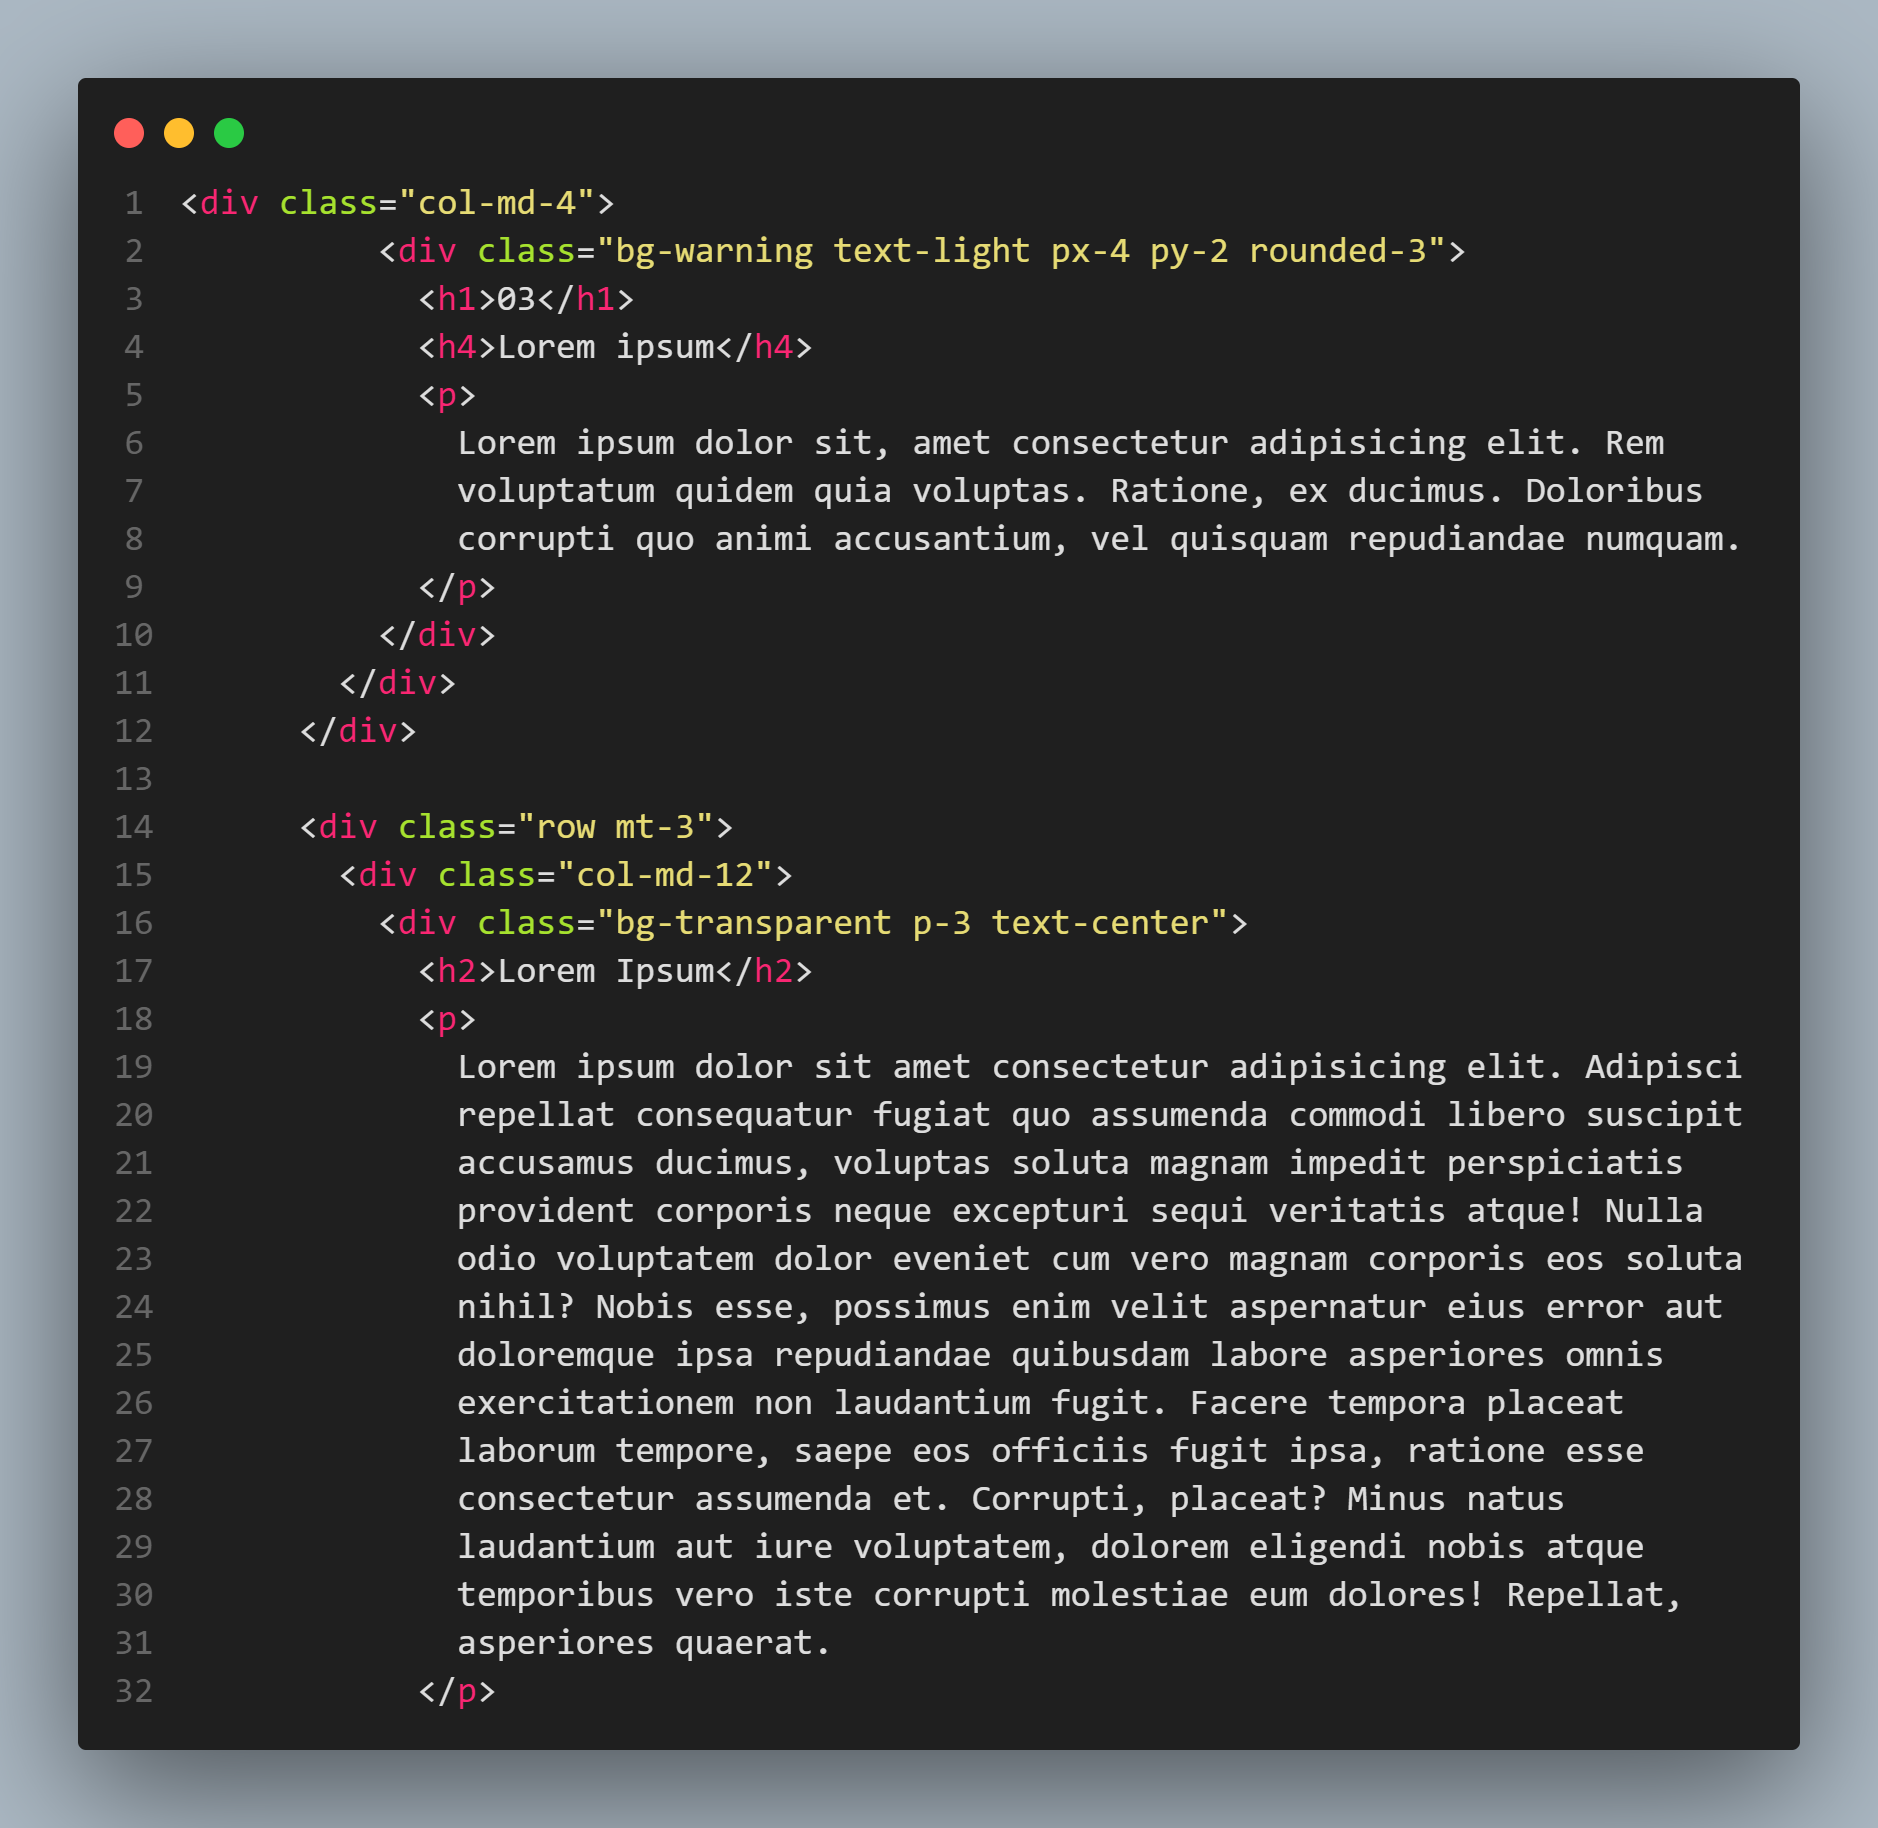 1 <div class="col-md-4">
2 <div class="bg-warning text-light px-4 py-2 rounded-3">
3 <h1>03</h1>
4 <h4>Lorem ipsum</h4>
5 <p>
6 Lorem ipsum dolor sit, amet consectetur adipisicing elit. Rem
7 voluptatum quidem quia voluptas. Ratione, ex ducimus. Doloribus
8 corrupti quo animi accusantium, vel quisquam repudiandae numquam.
9 </p>
10 </div>
11 </div>
12 </div>
13
14 <div class="row mt-3">
15 <div class="col-md-12">
16 <div class="bg-transparent p-3 text-center">
17 <h2>Lorem Ipsum</h2>
18 <p>
19 Lorem ipsum dolor sit amet consectetur adipisicing elit. Adipisci
20 repellat consequatur fugiat quo assumenda commodi libero suscipit
21 accusamus ducimus, voluptas soluta magnam impedit perspiciatis
22 provident corporis neque excepturi sequi veritatis atque! Nulla
23 odio voluptatem dolor eveniet cum vero magnam corporis eos soluta
24 nihil? Nobis esse, possimus enim velit aspernatur eius error aut
25 doloremque ipsa repudiandae quibusdam labore asperiores omnis
26 exercitationem non laudantium fugit. Facere tempora placeat
27 laborum tempore, saepe eos officiis fugit ipsa, ratione esse
28 consectetur assumenda et. Corrupti, placeat? Minus natus
29 laudantium aut iure voluptatem, dolorem eligendi nobis atque
30 temporibus vero iste corrupti molestiae eum dolores! Repellat,
31 asperiores quaerat.
32 </p>